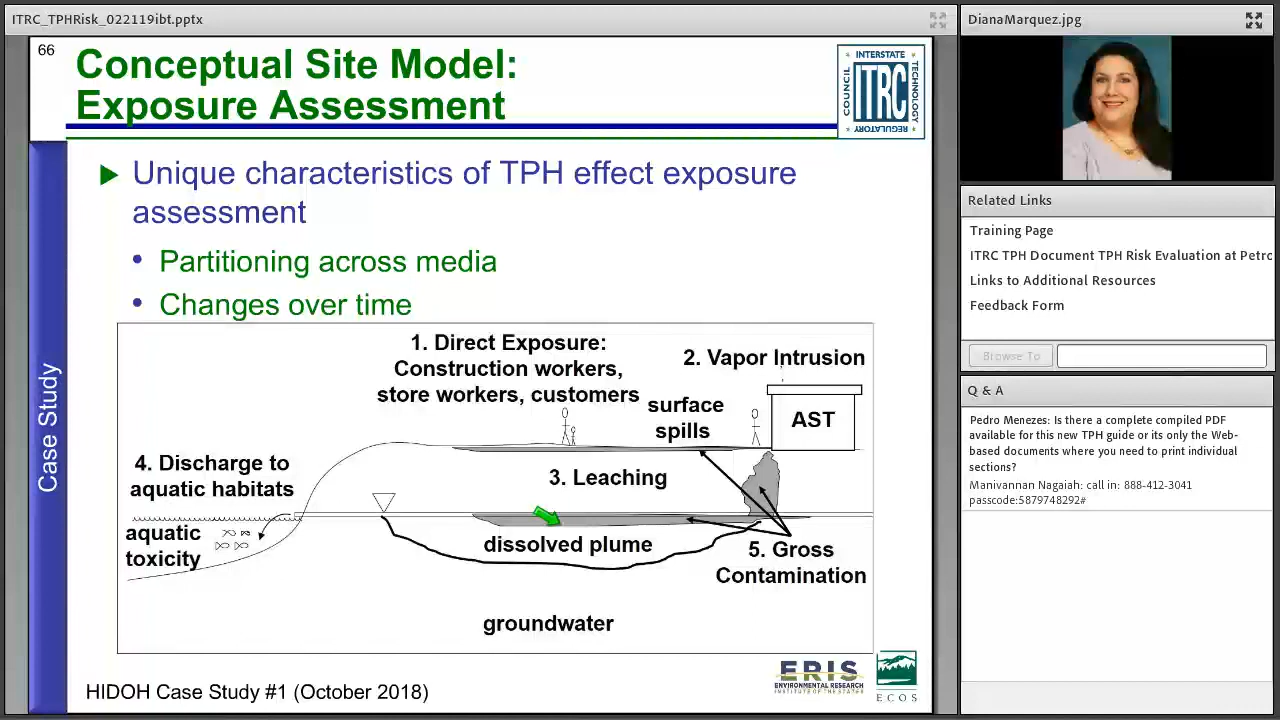 ITRC_TPHRisk_022119ibt.pptx
66
Conceptual Site Model:
Exposure Assessment
INTERSTATE
COUNCIL
ITRC
TECHNOLOGY
REGULATORY
Unique characteristics of TPH effect exposure
assessment
• Partitioning across media
• Changes over time
Case Study
1. Direct Exposure:
Construction workers,
store workers, customers
2. Vapor Intrusion
surface
spills
AST
4. Discharge to
aquatic habitats
3. Leaching
aquatic
toxicity
dissolved plume
5. Gross
Contamination
groundwater
HIDOH Case Study #1 (October 2018)
ERIS
ENVIRONMENTAL RESEARCH
INSTITUTE OF THE STATES
ECOS
DianaMarquez.jpg
Related Links
Training Page
ITRC TPH Document TPH Risk Evaluation at Petrc
Links to Additional Resources
Feedback Form
Browse To
Q & A
Pedro Menezes: Is there a complete compiled PDF
available for this new TPH guide or its only the Web-
based documents where you need to print individual
sections?
Manivannan Nagaiah: call in: 888-412-3041
passcode:5879748292#